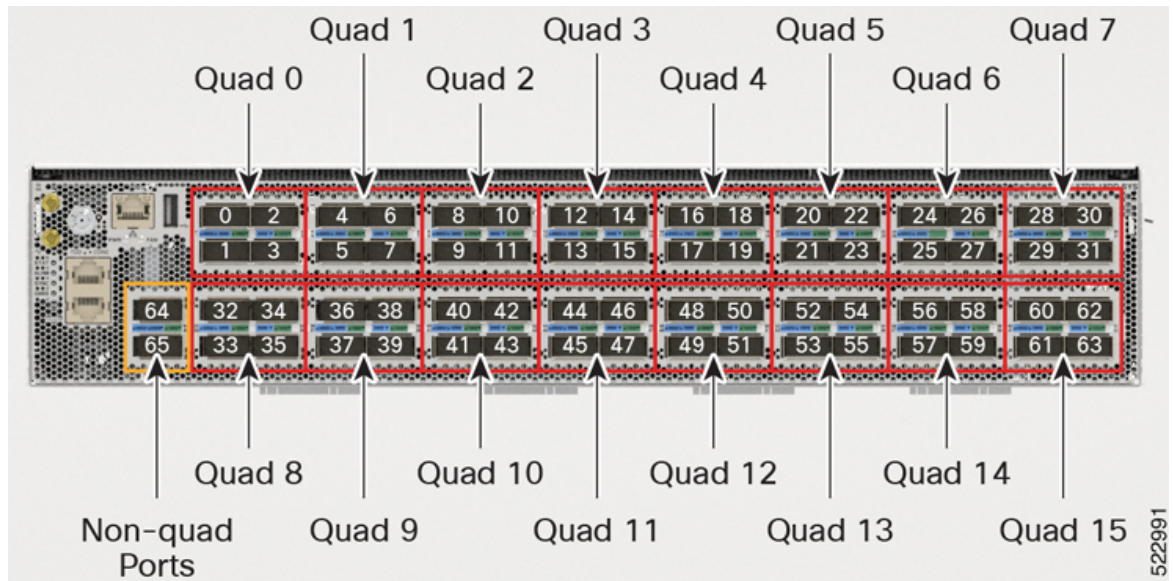 Quad 1 Quad 3 Quad 5 Quad 7
Quad 0 Quad 2 Quad 4 Quad 6
0 2 4 6 8 10 12 14 16 18 20 22 24 26 28 30
1 3 5 7 9 11 13 15 17 19 21 23 25 27 29 31
64 32 34 36 38 40 42 44 46 48 50 52 54 56 58 60 62
65 33 35 37 39 41 43 45 47 49 51 53 55 57 59 61 63
Quad 8 Quad 10 Quad 12 Quad 14
Non-quad Quad 9 Quad 11 Quad 13 Quad 15
Ports
522991